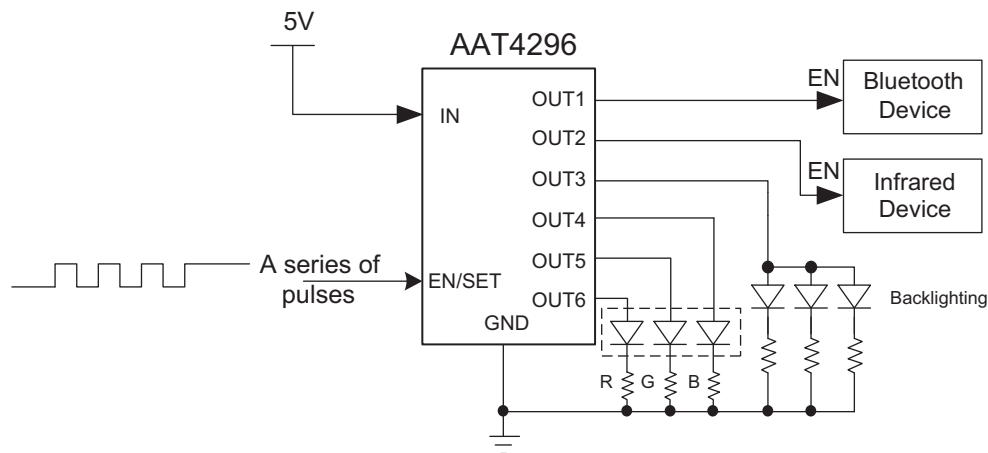 5V
AAT4296
IN
OUT1
OUT2
OUT3
OUT4
OUT5
OUT6
EN/SET
GND
A series of
pulses
EN
Bluetooth
Device
EN
Infrared
Device
Backlighting
R
G
B